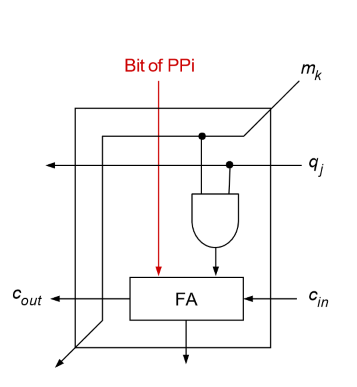 Bit of PPi
m_k
q_j
c_out
FA
c_in